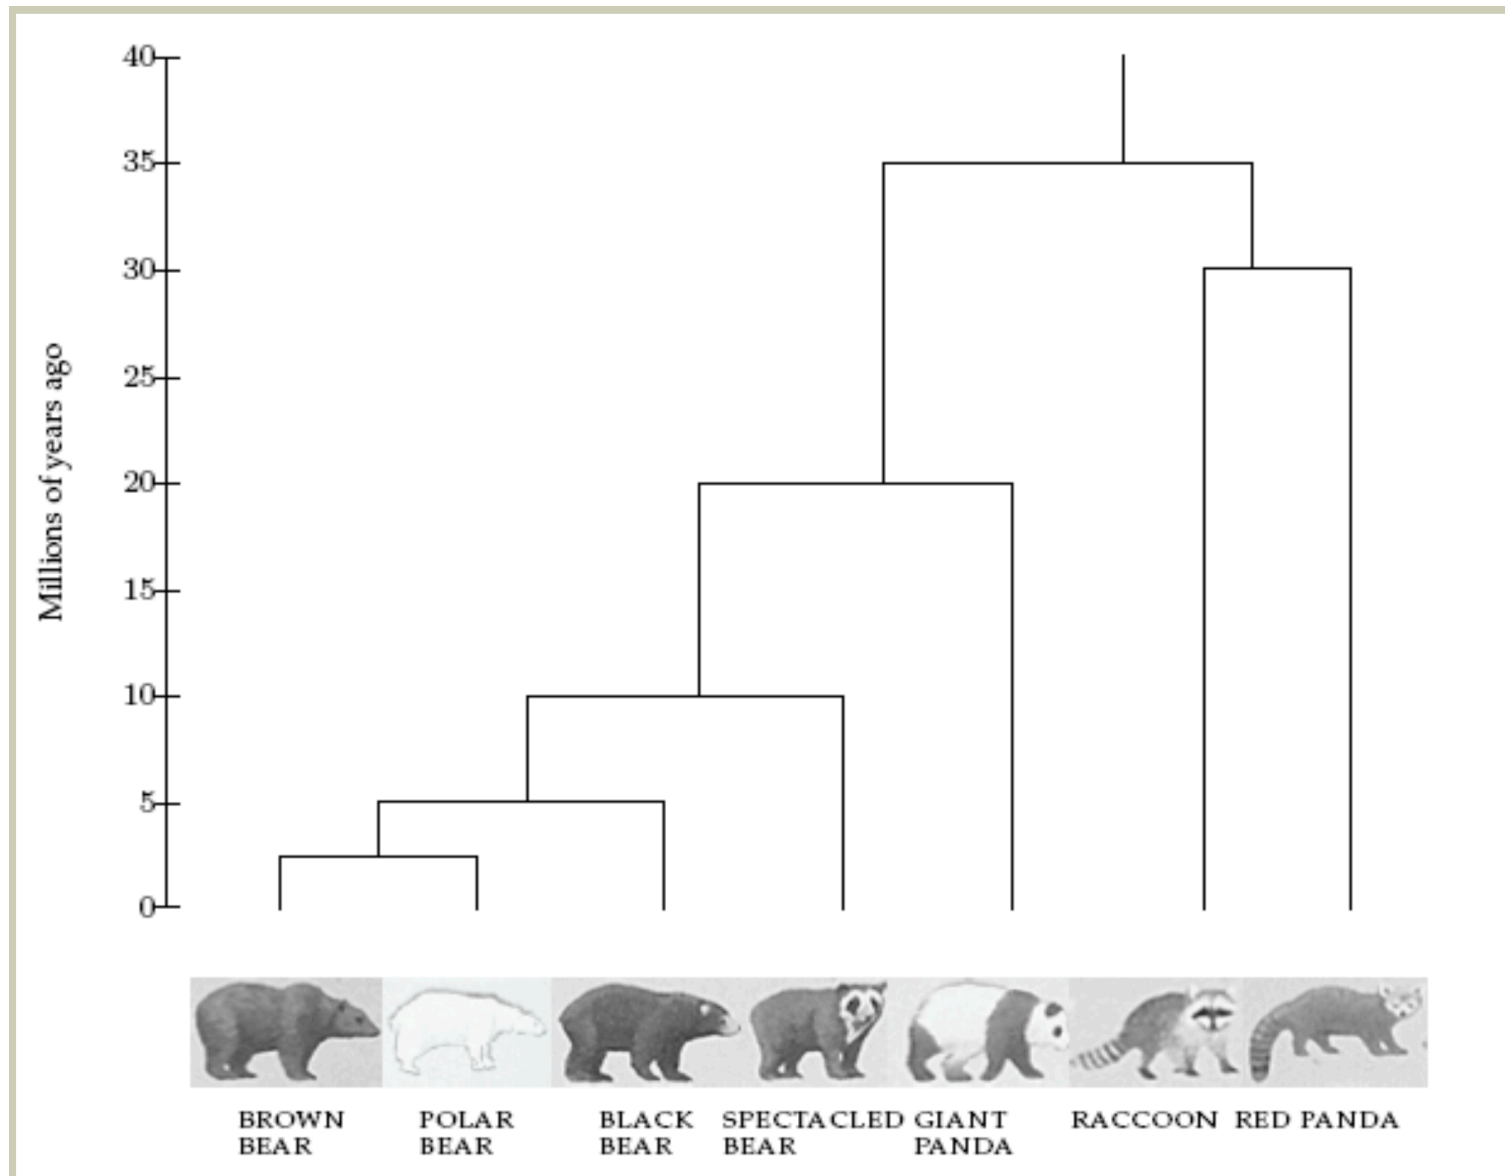 40
35
30
25
20
15
10
5
0
Millions of years ago
BROWN
BEAR
POLAR
BEAR
BLACK
BEAR
SPECTACLED
BEAR
GIANT
PANDA
RACCOON
RED PANDA